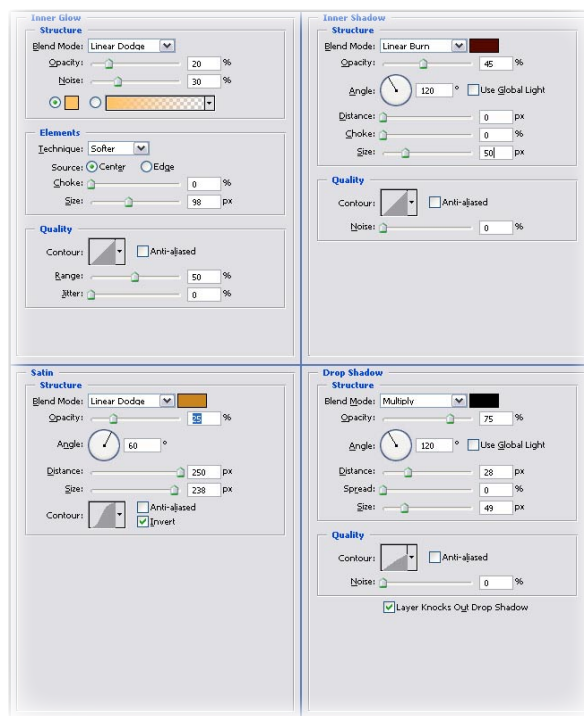 Inner Glow
Structure
Blend Mode: Linear Dodge
Opacity: 20 %
Noise: 30 %
Elements
Technique: Softer
Source: Center Edge
Choke: 0 %
Size: 98 px
Quality
Contour: Anti-aliased
Range: 50 %
Jitter: 0 %
Inner Shadow
Structure
Blend Mode: Linear Burn
Opacity: 45 %
Angle: 120 ° Use Global Light
Distance: 0 px
Choke: 0 %
Size: 50 px
Quality
Contour: Anti-aliased
Noise: 0 %
Satin
Structure
Blend Mode: Linear Dodge
Opacity: 25 %
Angle: 60 °
Distance: 250 px
Size: 238 px
Contour: Anti-aliased
Invert
Drop Shadow
Structure
Blend Mode: Multiply
Opacity: 75 %
Angle: 120 ° Use Global Light
Distance: 28 px
Spread: 0 %
Size: 49 px
Quality
Contour: Anti-aliased
Noise: 0 %
Layer Knocks Out Drop Shadow